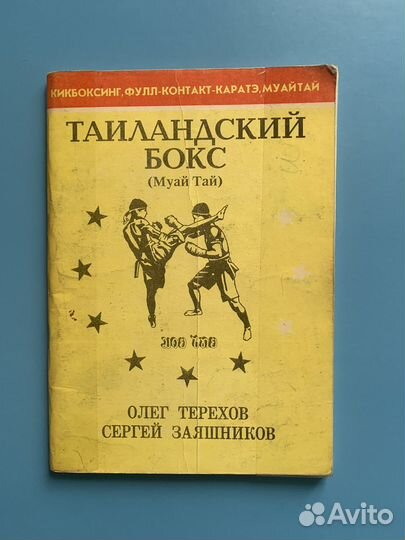 КИКБОКСИНГ, ФУЛЛ-КОНТАКТ-КАРАТЭ, МУАЙТАЙ
ТАИЛАНДСКИЙ
БОКС
(Муай Тай)
ОЛЕГ ТЕРЕХОВ
СЕРГЕЙ ЗАЯШНИКОВ
Avito